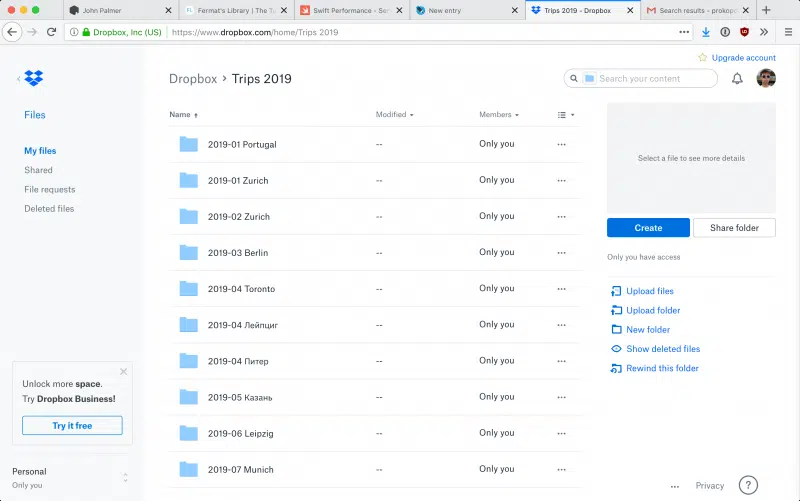 John Palmer
Fermat's Library | The T
Swift Performance - Ser
New entry
Trips 2019 - Dropbox
Search results - prokop
Dropbox, Inc (US)
https://www.dropbox.com/home/Trips 2019
Upgrade account
Dropbox > Trips 2019
Search your content
Files
My files
Shared
File requests
Deleted files
Name
Modified
Members
2019-01 Portugal -- Only you
2019-01 Zurich -- Only you
2019-02 Zurich -- Only you
2019-03 Berlin -- Only you
2019-04 Toronto -- Only you
2019-04 Лейпциг -- Only you
2019-04 Питер -- Only you
2019-05 Казань -- Only you
2019-06 Leipzig -- Only you
2019-07 Munich -- Only you
Select a file to see more details
Create
Share folder
Only you have access
Upload files
Upload folder
New folder
Show deleted files
Rewind this folder
Unlock more space.
Try Dropbox Business!
Try it free
Personal
Only you
Privacy
?